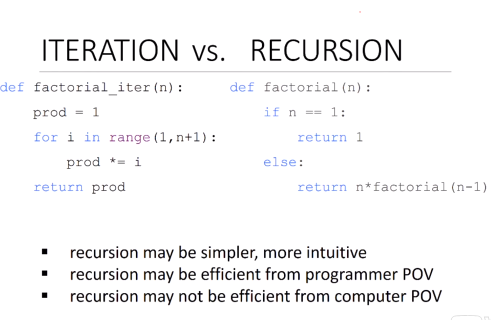 ITERATION vs. RECURSION
def factorial_iter(n):
    prod = 1
    for i in range(1,n+1):
        prod *= i
    return prod
def factorial(n):
    if n == 1:
        return 1
    else:
        return n*factorial(n-1)
▪ recursion may be simpler, more intuitive
▪ recursion may be efficient from programmer POV
▪ recursion may not be efficient from computer POV